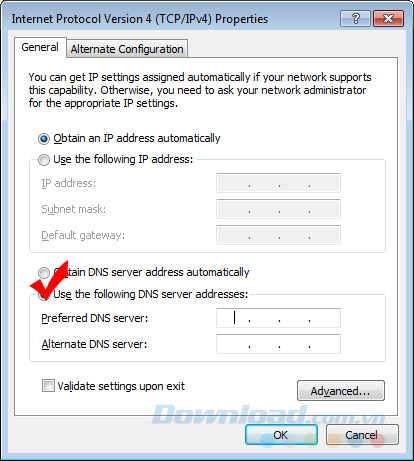 Internet Protocol Version 4 (TCP/IPv4) Properties
General
Alternate Configuration
You can get IP settings assigned automatically if your network supports
this capability. Otherwise, you need to ask your network administrator
for the appropriate IP settings.
Obtain an IP address automatically
Use the following IP address:
IP address:
Subnet mask:
Default gateway:
Obtain DNS server address automatically
Use the following DNS server addresses:
Preferred DNS server:
Alternate DNS server:
Validate settings upon exit
Advanced...
Download.com.vn
OK
Cancel